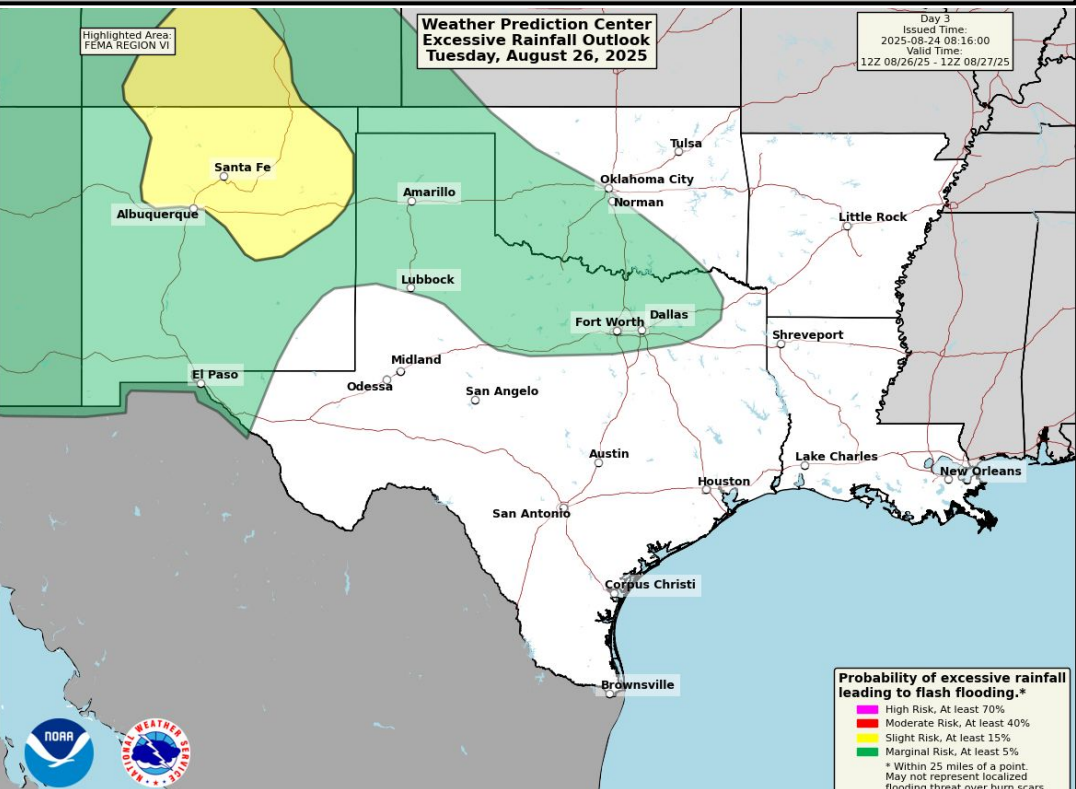 Highlighted Area:
FEMA REGION VI
Weather Prediction Center
Excessive Rainfall Outlook
Tuesday, August 26, 2025
Day 3
Issued Time:
2025-08-24 08:16:00
Valid Time:
12Z 08/26/25 - 12Z 08/27/25
Tulsa
Santa Fe
Oklahoma City
Amarillo
Norman
Albuquerque
Little Rock
Lubbock
Fort Worth
Dallas
Shreveport
Midland
El Paso
Odessa
San Angelo
Austin
Lake Charles
New Orleans
Houston
San Antonio
Corpus Christi
Brownsville
Probability of excessive rainfall
leading to flash flooding.*
High Risk, At least 70%
Moderate Risk, At least 40%
Slight Risk, At least 15%
Marginal Risk, At least 5%
* Within 25 miles of a point.
May not represent localized
flooding threat over burn scars
NOAA
NATIONAL WEATHER SERVICE